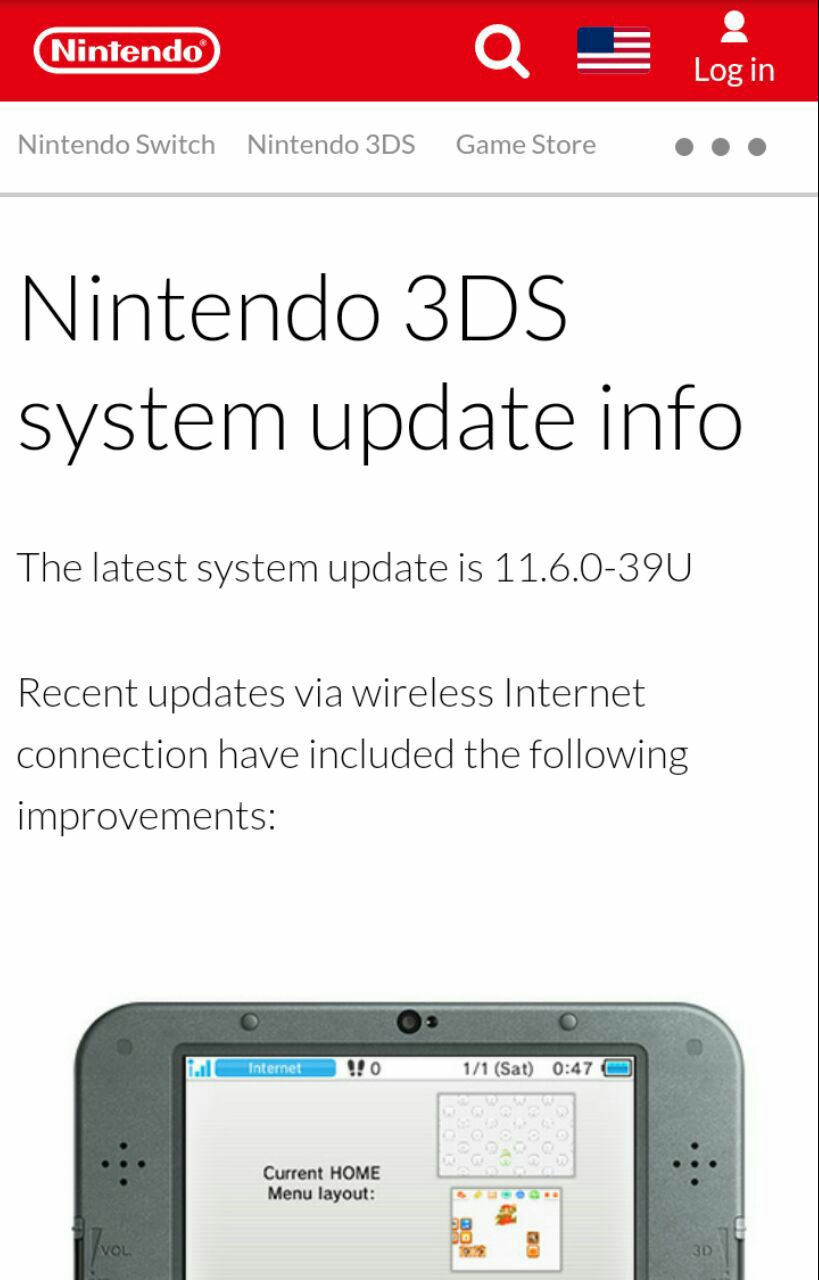 Nintendo®
Log in
Nintendo Switch Nintendo 3DS Game Store
Nintendo 3DS
system update info
The latest system update is 11.6.0-39U
Recent updates via wireless Internet
connection have included the following
improvements:
Internet 0 1/1 (Sat) 0:47
Current HOME
Menu layout:
VOL 3D